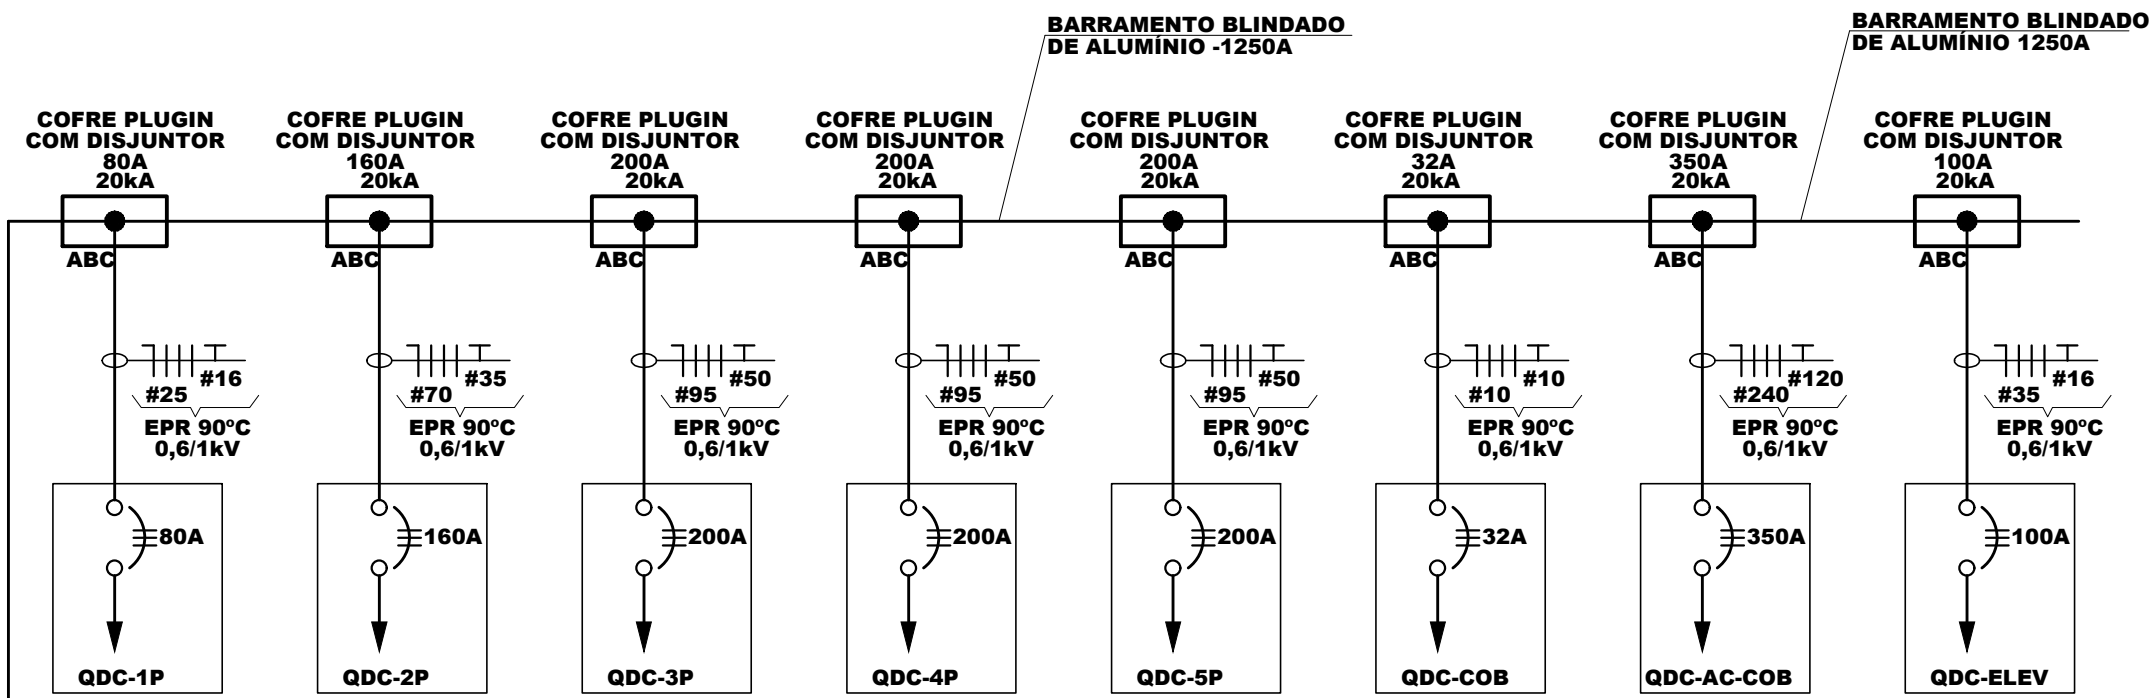 BARRAMENTO BLINDADO
DE ALUMÍNIO -1250A
BARRAMENTO BLINDADO
DE ALUMÍNIO 1250A
COFRE PLUGIN
COM DISJUNTOR
80A
20kA
COFRE PLUGIN
COM DISJUNTOR
160A
20kA
COFRE PLUGIN
COM DISJUNTOR
200A
20kA
COFRE PLUGIN
COM DISJUNTOR
200A
20kA
COFRE PLUGIN
COM DISJUNTOR
200A
20kA
COFRE PLUGIN
COM DISJUNTOR
32A
20kA
COFRE PLUGIN
COM DISJUNTOR
350A
20kA
COFRE PLUGIN
COM DISJUNTOR
100A
20kA
ABC
ABC
ABC
ABC
ABC
ABC
ABC
ABC
#25 #16
EPR 90ºC
0,6/1kV
#70 #35
EPR 90ºC
0,6/1kV
#95 #50
EPR 90ºC
0,6/1kV
#95 #50
EPR 90ºC
0,6/1kV
#95 #50
EPR 90ºC
0,6/1kV
#10 #10
EPR 90ºC
0,6/1kV
#240 #120
EPR 90ºC
0,6/1kV
#35 #16
EPR 90ºC
0,6/1kV
80A
160A
200A
200A
200A
32A
350A
100A
QDC-1P
QDC-2P
QDC-3P
QDC-4P
QDC-5P
QDC-COB
QDC-AC-COB
QDC-ELEV